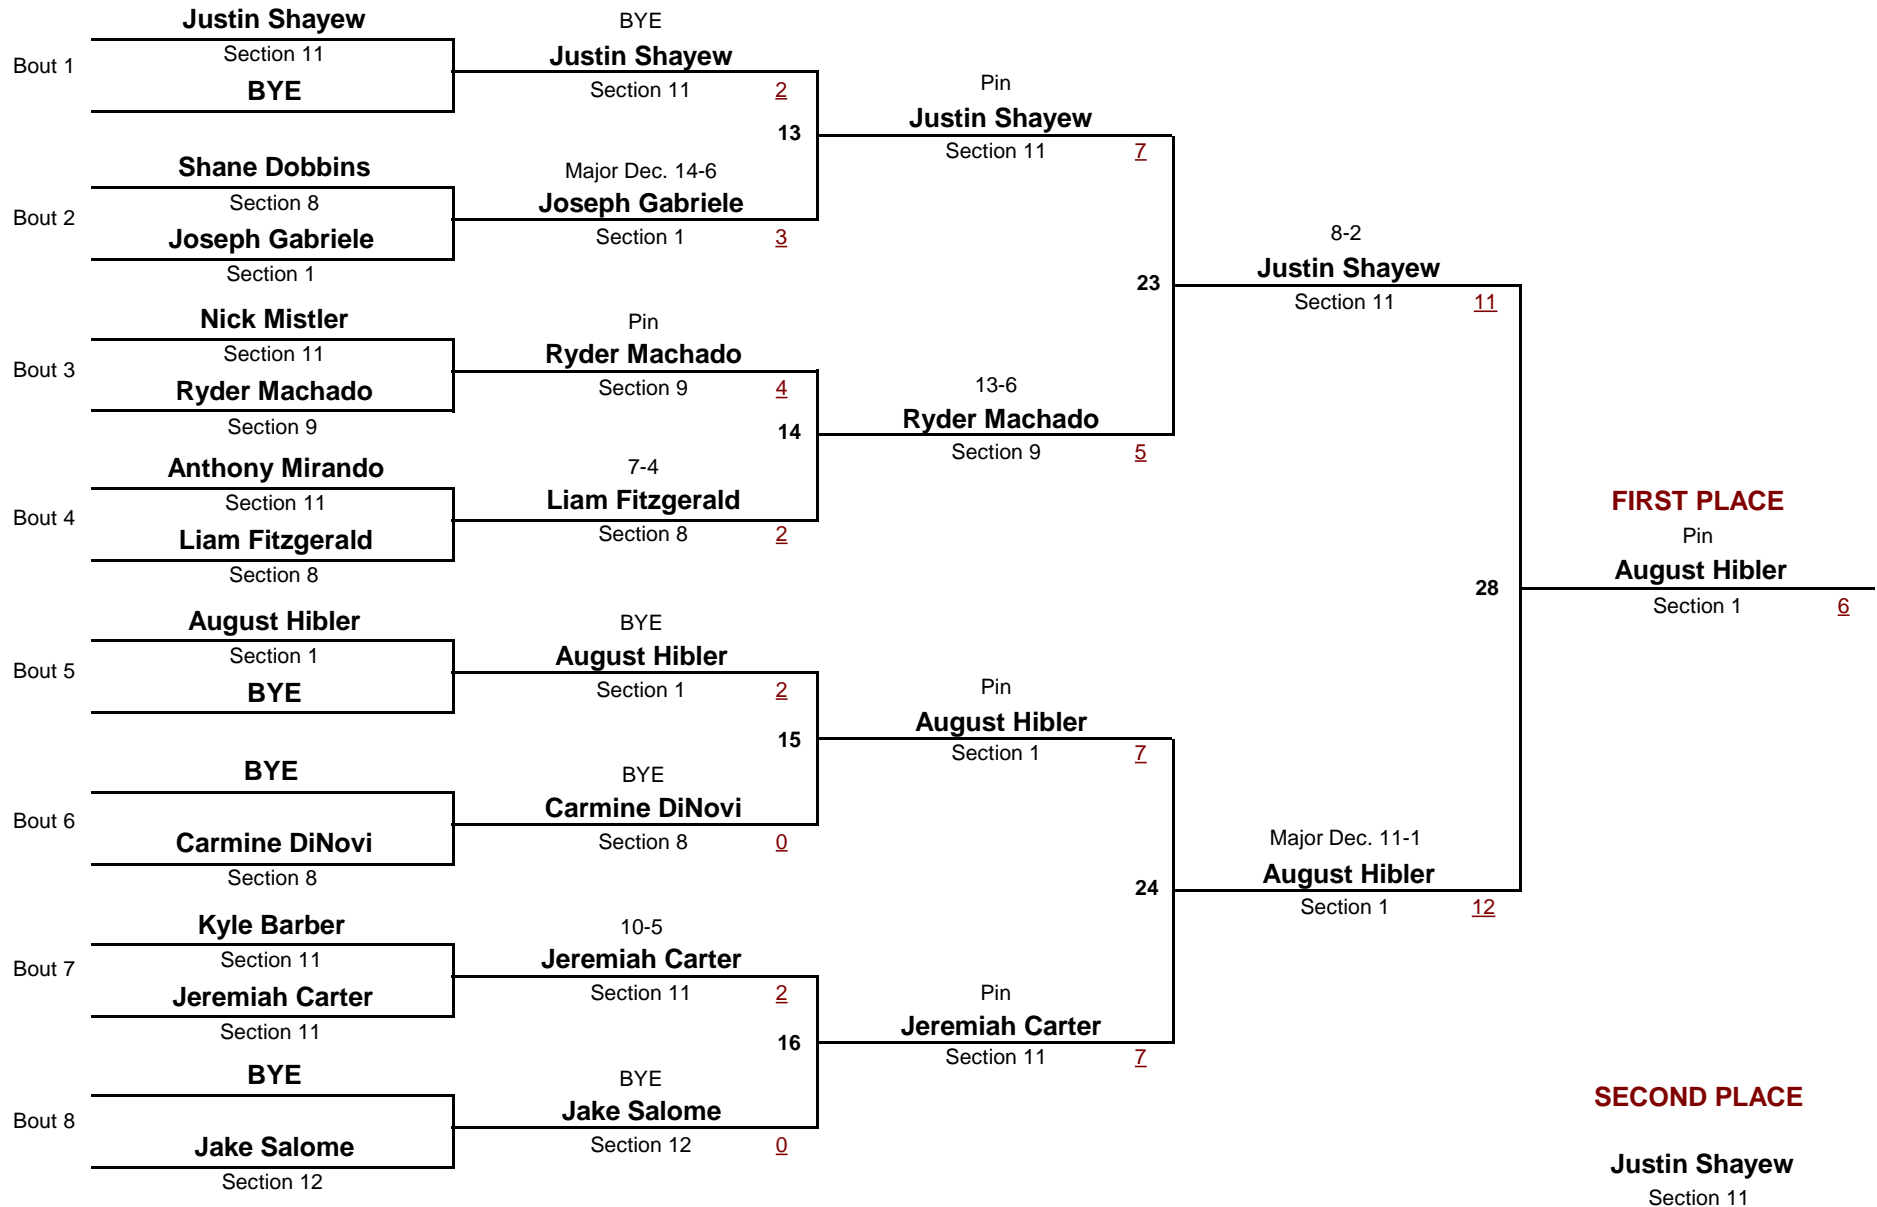 Justin Shayew
Section 11
Bout 1
BYE
Shane Dobbins
Section 8
Bout 2
Joseph Gabriele
Section 1
Nick Mistler
Section 11
Bout 3
Ryder Machado
Section 9
Anthony Mirando
Section 11
Bout 4
Liam Fitzgerald
Section 8
August Hibler
Section 1
Bout 5
BYE
BYE
Bout 6
Carmine DiNovi
Section 8
Kyle Barber
Section 11
Bout 7
Jeremiah Carter
Section 11
BYE
Bout 8
Jake Salome
Section 12
BYE
Justin Shayew
Section 11 2
13
Major Dec. 14-6
Joseph Gabriele
Section 1 3
Pin
Ryder Machado
Section 9 4
14
7-4
Liam Fitzgerald
Section 8 2
BYE
August Hibler
Section 1 2
15
BYE
Carmine DiNovi
Section 8 0
10-5
Jeremiah Carter
Section 11 2
16
BYE
Jake Salome
Section 12 0
Pin
Justin Shayew
Section 11 7
23
13-6
Ryder Machado
Section 9 5
Pin
August Hibler
Section 1 7
24
Pin
Jeremiah Carter
Section 11 7
8-2
Justin Shayew
Section 11 11
28
Major Dec. 11-1
August Hibler
Section 1 12
FIRST PLACE
Pin
August Hibler
Section 1 6
SECOND PLACE
Justin Shayew
Section 11